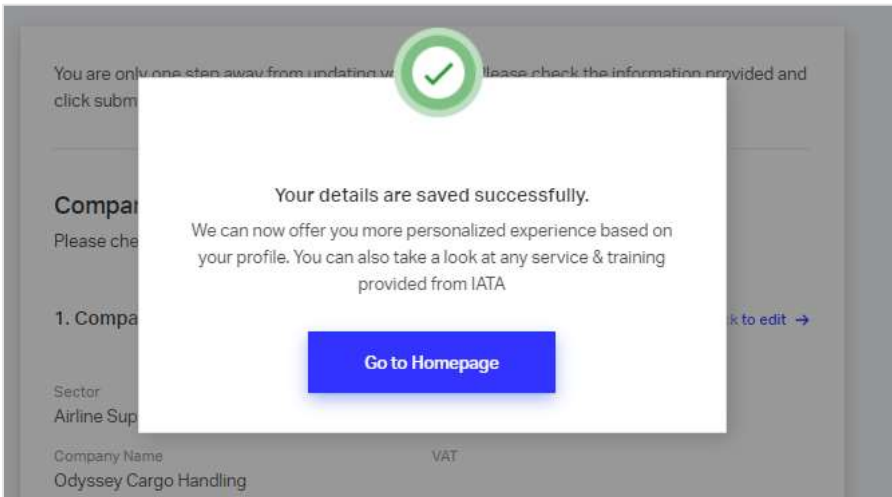 You are only one step away from updating your Please check the information provided and
click subm
Your details are saved successfully.
Compar
We can now offer you more personalized experience based on
Please che
your profile. You can also take a look at any service & training
provided from IATA
1. Compa
k to edit →
Go to Homepage
Sector
Airline Sup
Company Name VAT
Odyssey Cargo Handling